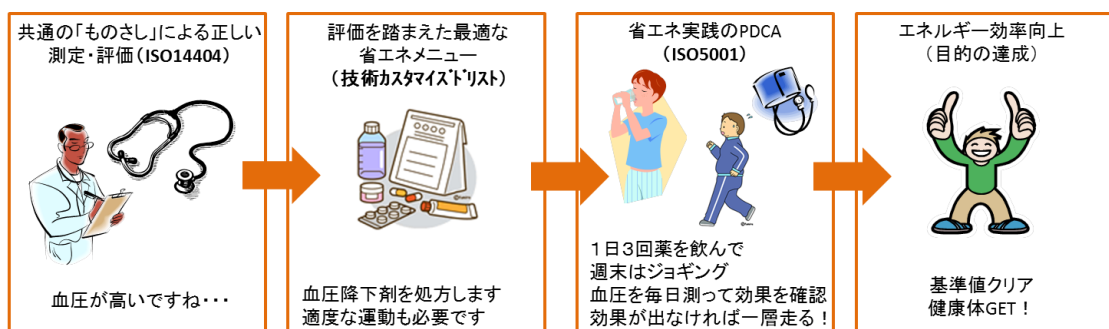 共通の「ものさし」による正しい
測定・評価(ISO14404)
血圧が高いですね・・・
評価を踏まえた最適な
省エネメニュー
(技術ｶｽﾀﾏｲｽﾞﾄﾞﾘｽﾄ)
血圧降下剤を処方します
適度な運動も必要です
省エネ実践のPDCA
(ISO5001)
１日３回薬を飲んで
週末はジョギング
血圧を毎日測って効果を確認
効果が出なければ一層走る！
エネルギー効率向上
(目的の達成)
基準値クリア
健康体GET！